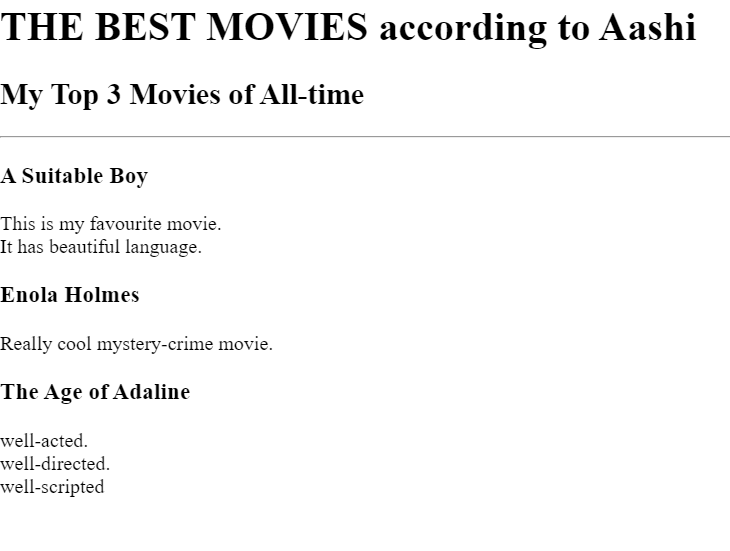 THE BEST MOVIES according to Aashi
My Top 3 Movies of All-time
A Suitable Boy
This is my favourite movie.
It has beautiful language.
Enola Holmes
Really cool mystery-crime movie.
The Age of Adaline
well-acted.
well-directed.
well-scripted